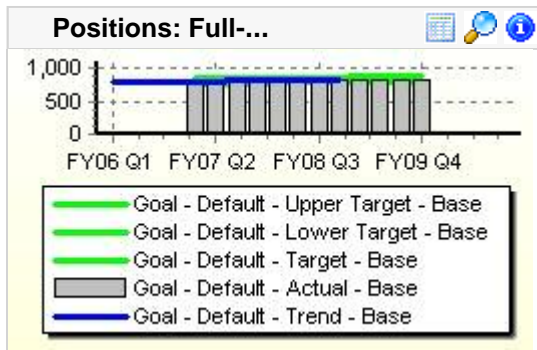 Positions: Full-...
1,000
500
0
FY06 Q1 FY07 Q2 FY08 Q3 FY09 Q4
Goal - Default - Upper Target - Base
Goal - Default - Lower Target - Base
Goal - Default - Target - Base
Goal - Default - Actual - Base
Goal - Default - Trend - Base